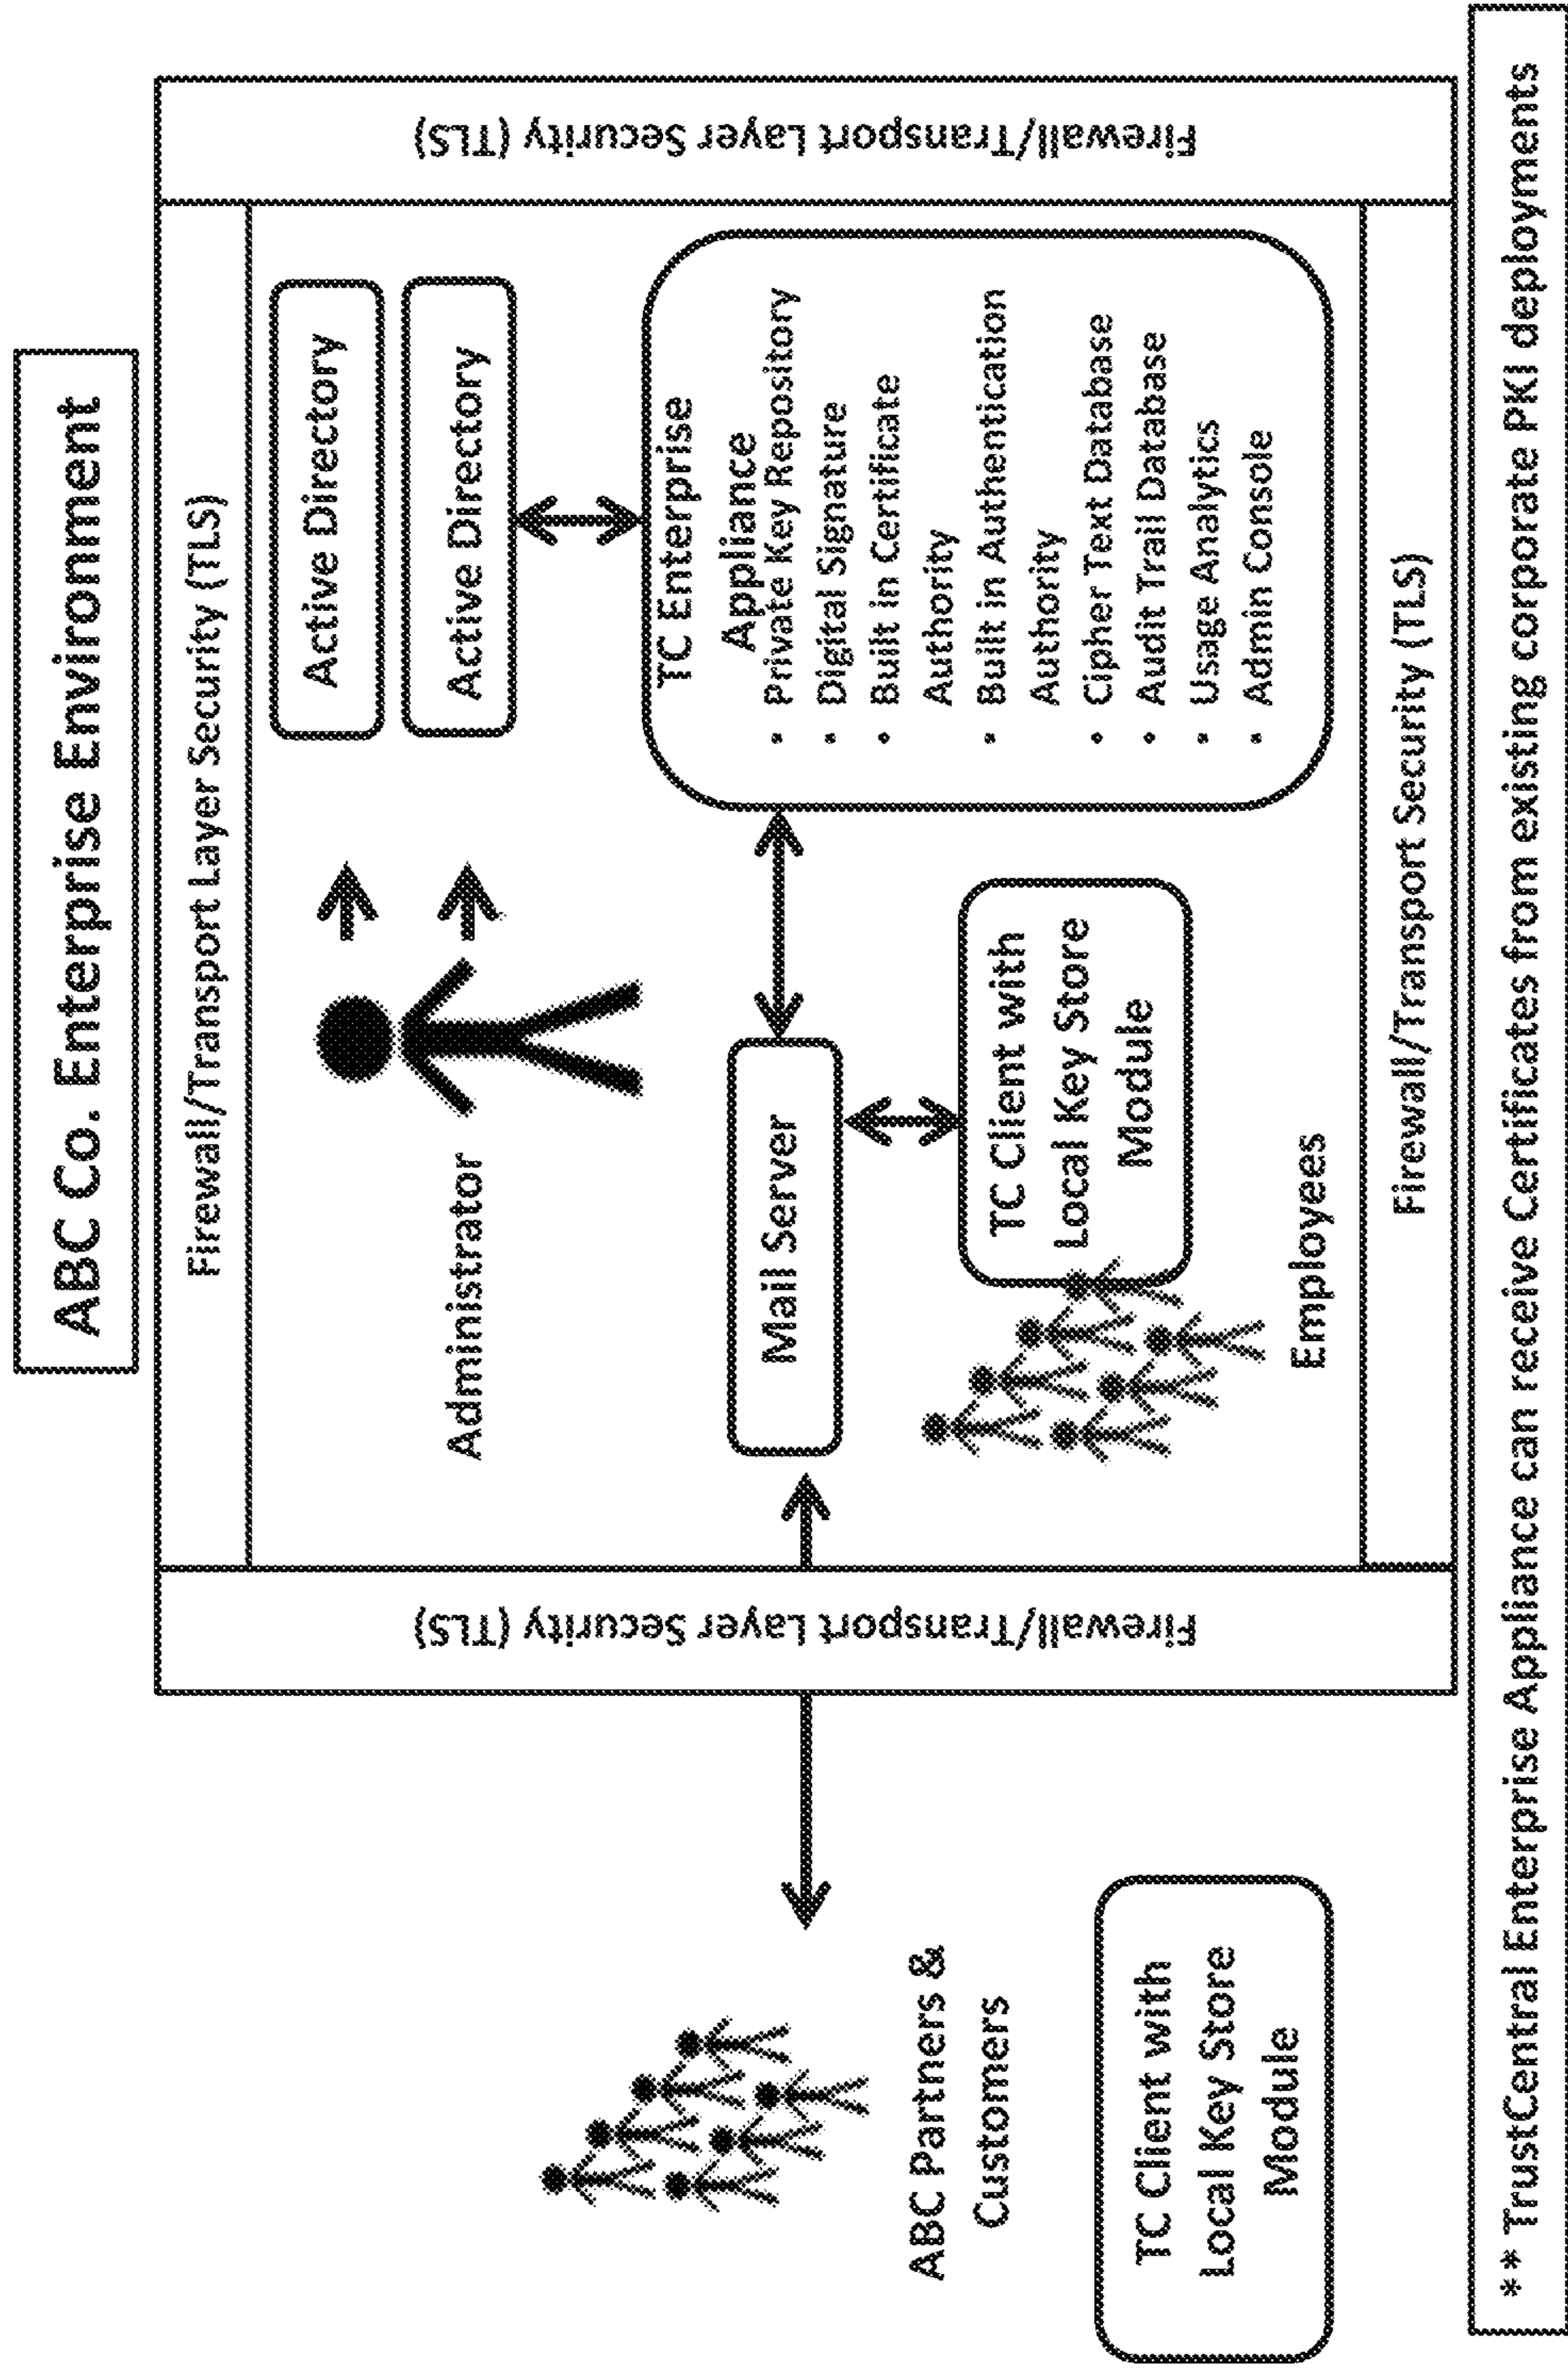 ABC Co. Enterprise Environment
Firewall/Transport Layer Security (TLS)
Firewall/Transport Layer Security (TLS)
Administrator
Active Directory
Active Directory
Mail Server
TC Enterprise
Appliance
• Private Key Repository
• Digital Signature
• Built in Certificate
Authority
• Built in Authentication
Authority
• Cipher Text Database
• Audit Trail Database
• Usage Analytics
• Admin Console
TC Client with
Local Key Store
Module
Employees
Firewall/Transport Layer Security (TLS)
Firewall/Transport Security (TLS)
ABC Partners &
Customers
TC Client with
Local Key Store
Module
** TrustCentral Enterprise Appliance can receive Certificates from existing corporate PKI deployments